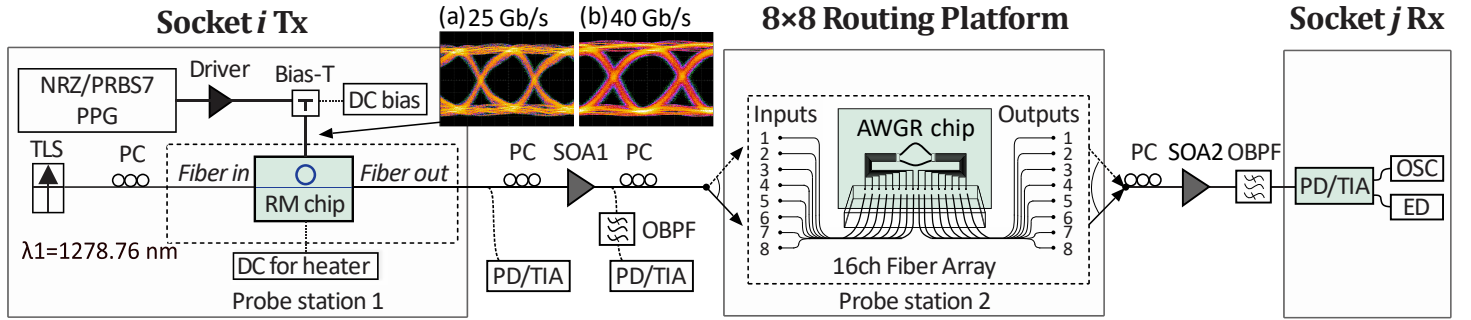 Socket i Tx
(a) 25 Gb/s
(b) 40 Gb/s
8×8 Routing Platform
Socket j Rx
NRZ/PRBS7
PPG
Driver
Bias-T
T
DC bias
TLS
PC
Fiber in
RM chip
Fiber out
λ1=1278.76 nm
DC for heater
Probe station 1
PC
SOA1
PC
OBPF
PD/TIA
PD/TIA
Inputs
1
2
3
4
5
6
7
8
AWGR chip
Outputs
1
2
3
4
5
6
7
8
16ch Fiber Array
Probe station 2
PC
SOA2
OBPF
PD/TIA
OSC
ED